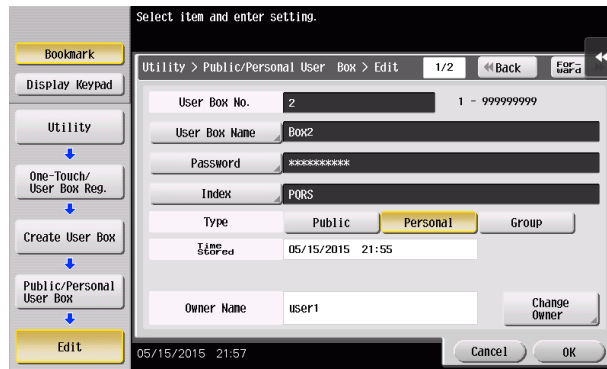 Select item and enter setting.
Bookmark
Display Keypad
Utility
One-Touch/
User Box Reg.
Create User Box
Public/Personal
User Box
Edit
Utility > Public/Personal User Box > Edit
1/2
Back
For-
ward
User Box No.
2
1 - 999999999
User Box Name
Box2
Password
**********
Index
PQRS
Type
Public
Personal
Group
Time
Stored
05/15/2015 21:55
Owner Name
user1
Change
Owner
05/15/2015 21:57
Cancel
OK